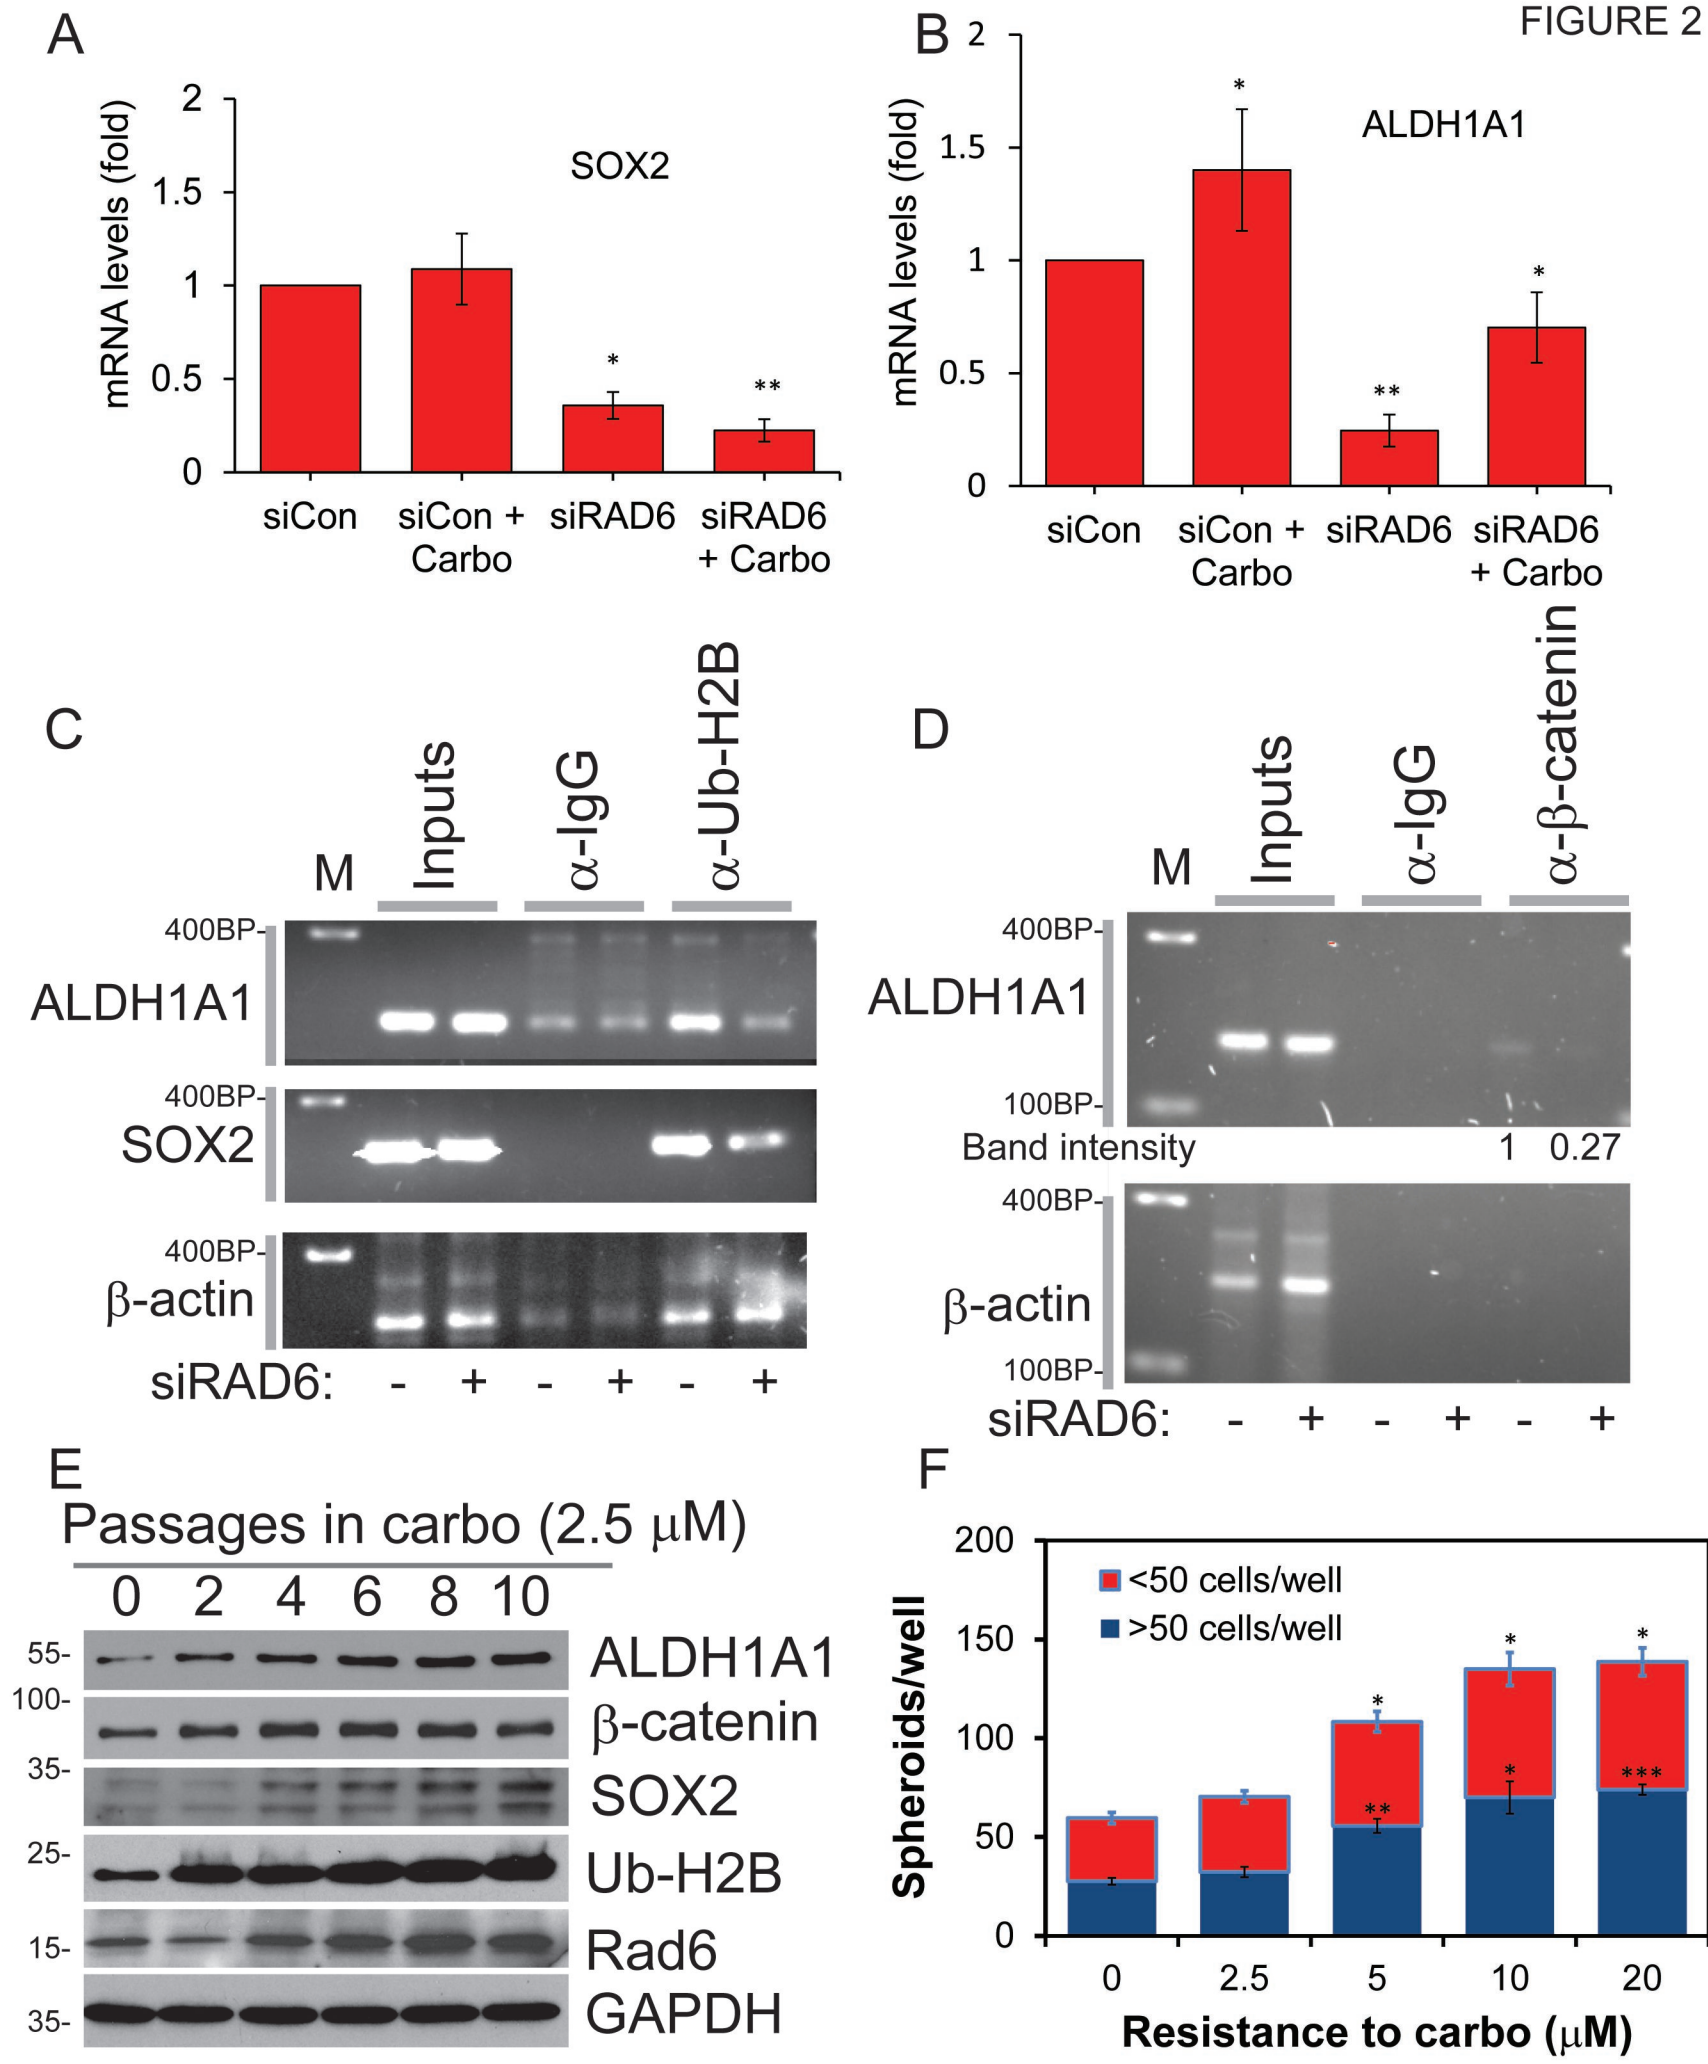 FIGURE 2
A
mRNA levels (fold)
2
1.5
1
0.5
0
SOX2
*
**
siCon
siCon + Carbo
siRAD6
siRAD6 + Carbo
B
mRNA levels (fold)
2
1.5
1
0.5
0
ALDH1A1
*
**
*
siCon
siCon + Carbo
siRAD6
siRAD6 + Carbo
C
M
Inputs
α-IgG
α-Ub-H2B
400BP-
ALDH1A1
400BP-
SOX2
400BP-
β-actin
siRAD6: - + - + - +
D
M
Inputs
α-IgG
α-β-catenin
400BP-
ALDH1A1
100BP-
Band intensity 1 0.27
400BP-
β-actin
100BP-
siRAD6: - + - + - +
E
Passages in carbo (2.5 μM)
0 2 4 6 8 10
55- ALDH1A1
100- β-catenin
35- SOX2
25- Ub-H2B
15- Rad6
35- GAPDH
F
Spheroids/well
200
150
100
50
0
<50 cells/well
>50 cells/well
*
**
*
*
*
***
0 2.5 5 10 20
Resistance to carbo (μM)